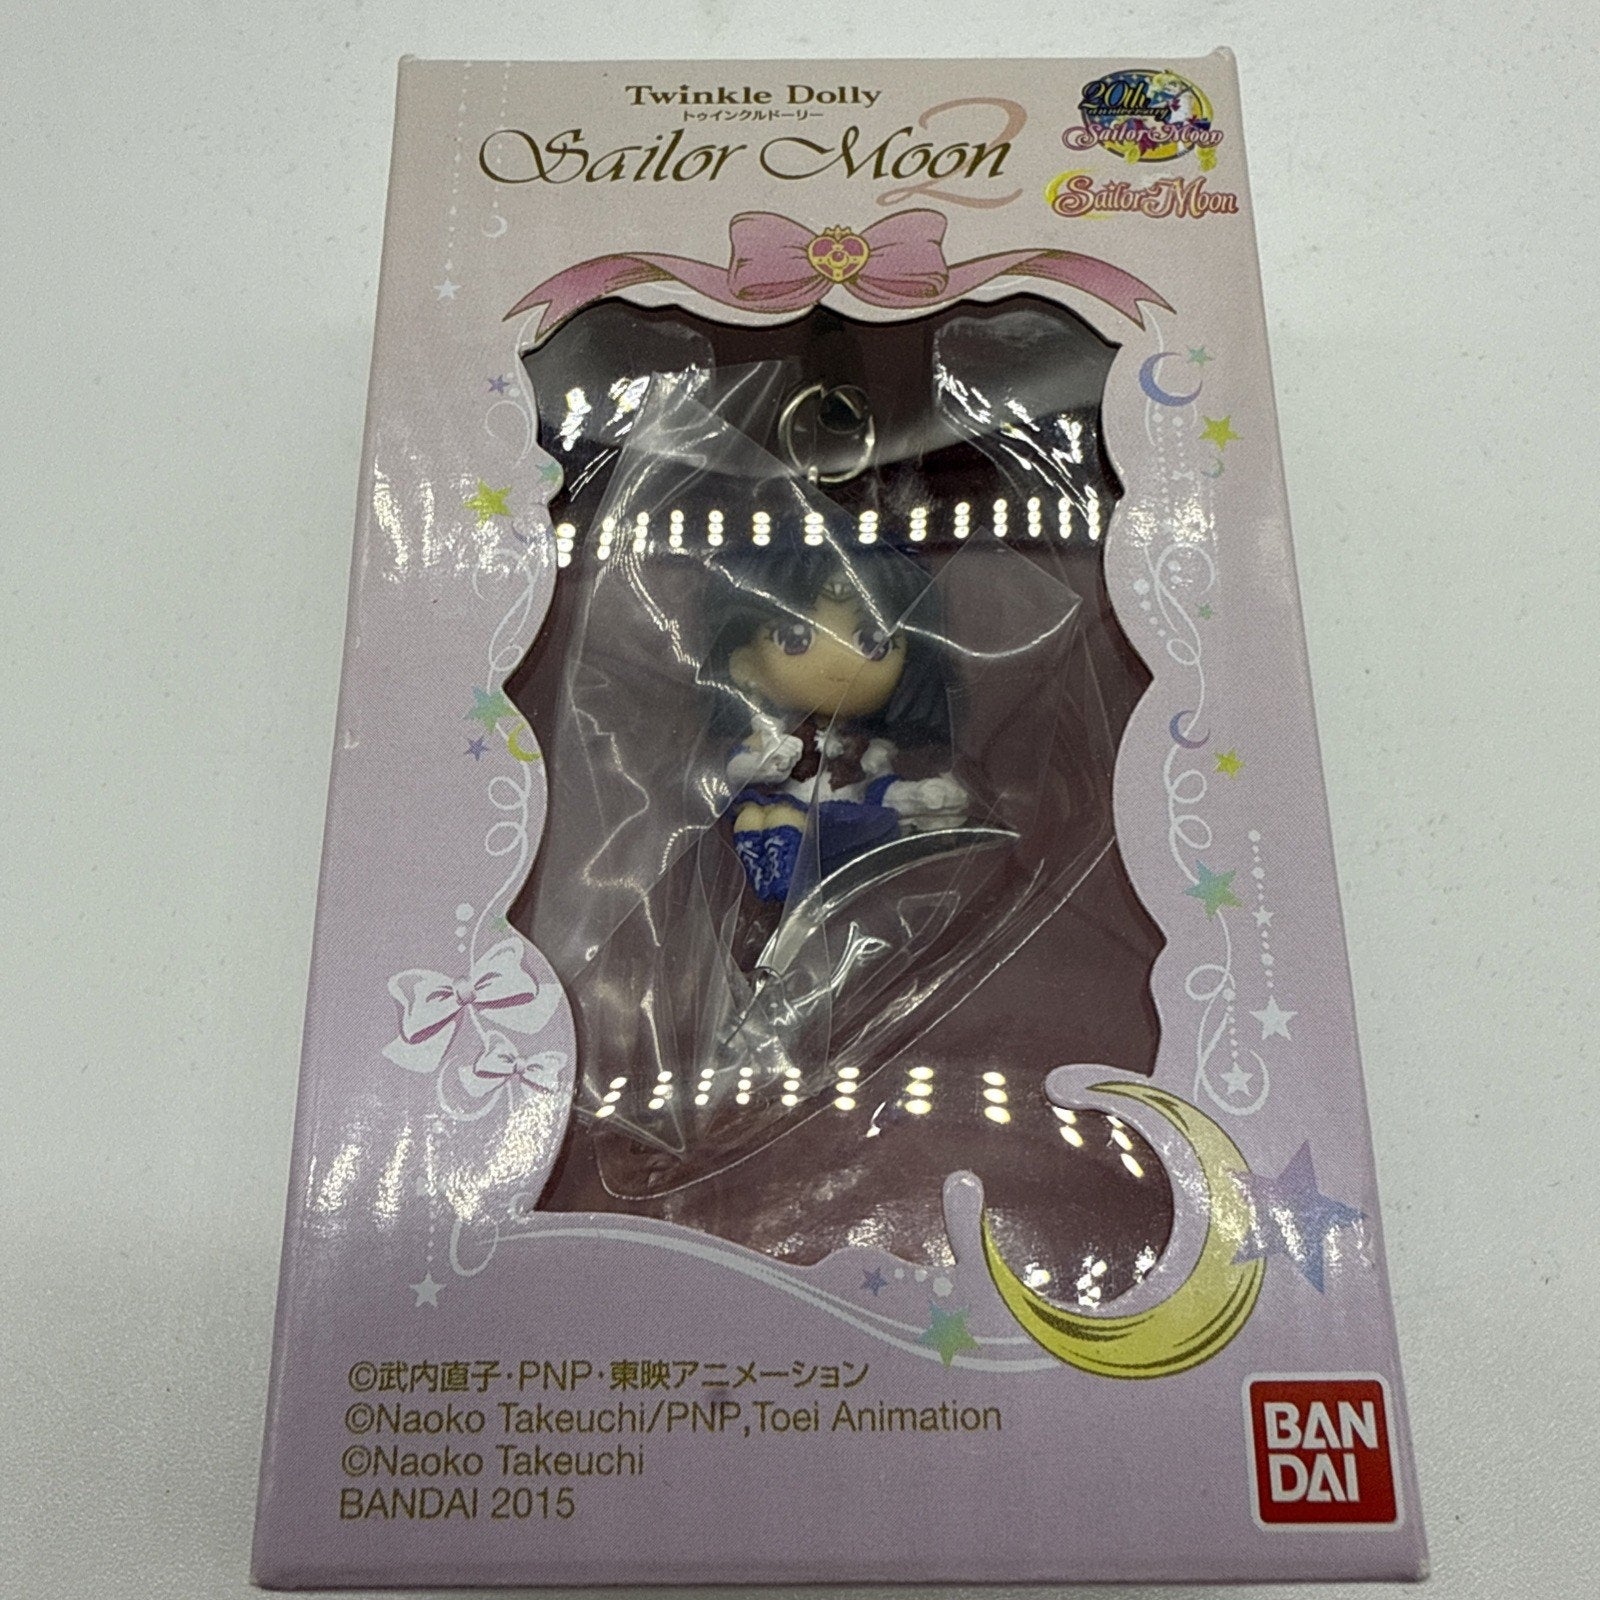 Twinkle Dolly
トゥインクルドーリー
Sailor Moon 2
20th
anniversary
Sailor Moon
Sailor Moon
©武内直子・PNP・東映アニメーション
©Naoko Takeuchi/PNP,Toei Animation
©Naoko Takeuchi
BANDAI 2015
BAN
DAI